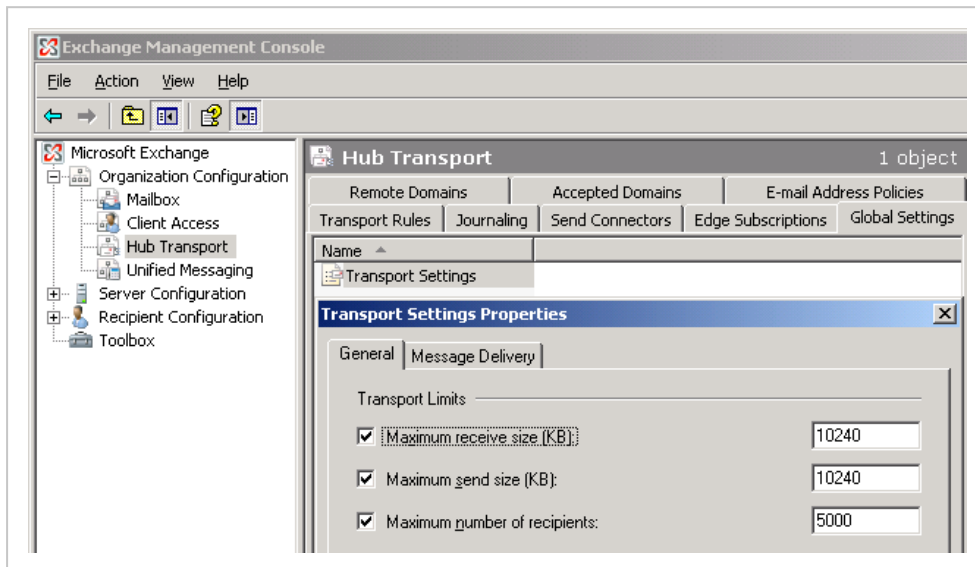 Exchange Management Console
File Action View Help
Microsoft Exchange
Organization Configuration
Mailbox
Client Access
Hub Transport
Unified Messaging
Server Configuration
Recipient Configuration
Toolbox
Hub Transport 1 object
Remote Domains Accepted Domains E-mail Address Policies
Transport Rules Journaling Send Connectors Edge Subscriptions Global Settings
Name
Transport Settings
Transport Settings Properties
General Message Delivery
Transport Limits
Maximum receive size (KB): 10240
Maximum send size (KB): 10240
Maximum number of recipients: 5000